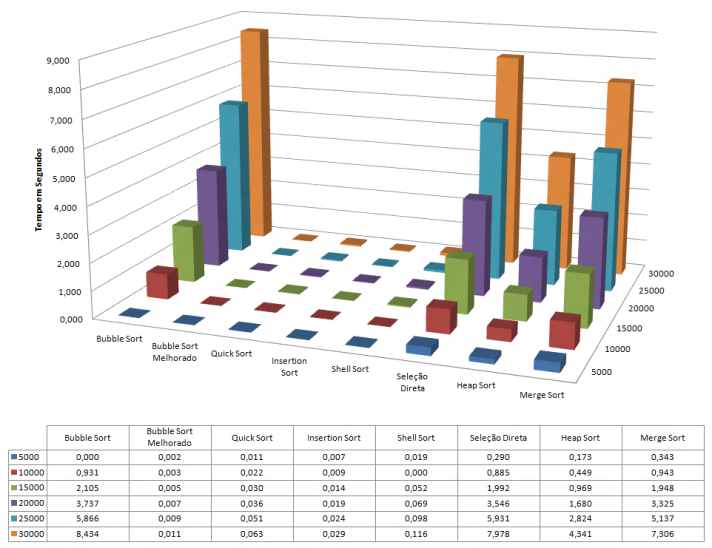 9,000
8,000
7,000
6,000
5,000
4,000
3,000
2,000
1,000
0,000
Tempo em Segundos
Bubble Sort
Bubble Sort
Melhorado
Quick Sort
Insertion
Sort
Shell Sort
Seleção
Direta
Heap Sort
Merge Sort
30000
25000
20000
15000
10000
5000
Bubble Sort Bubble Sort Melhorado Quick Sort Insertion Sort Shell Sort Seleção Direta Heap Sort Merge Sort
5000 0,000 0,002 0,011 0,007 0,019 0,290 0,173 0,343
10000 0,931 0,003 0,022 0,009 0,000 0,885 0,449 0,943
15000 2,105 0,005 0,030 0,014 0,052 1,992 0,969 1,948
20000 3,737 0,007 0,036 0,019 0,069 3,546 1,680 3,325
25000 5,866 0,009 0,051 0,024 0,098 5,931 2,824 5,137
30000 8,434 0,011 0,063 0,029 0,116 7,978 4,341 7,306